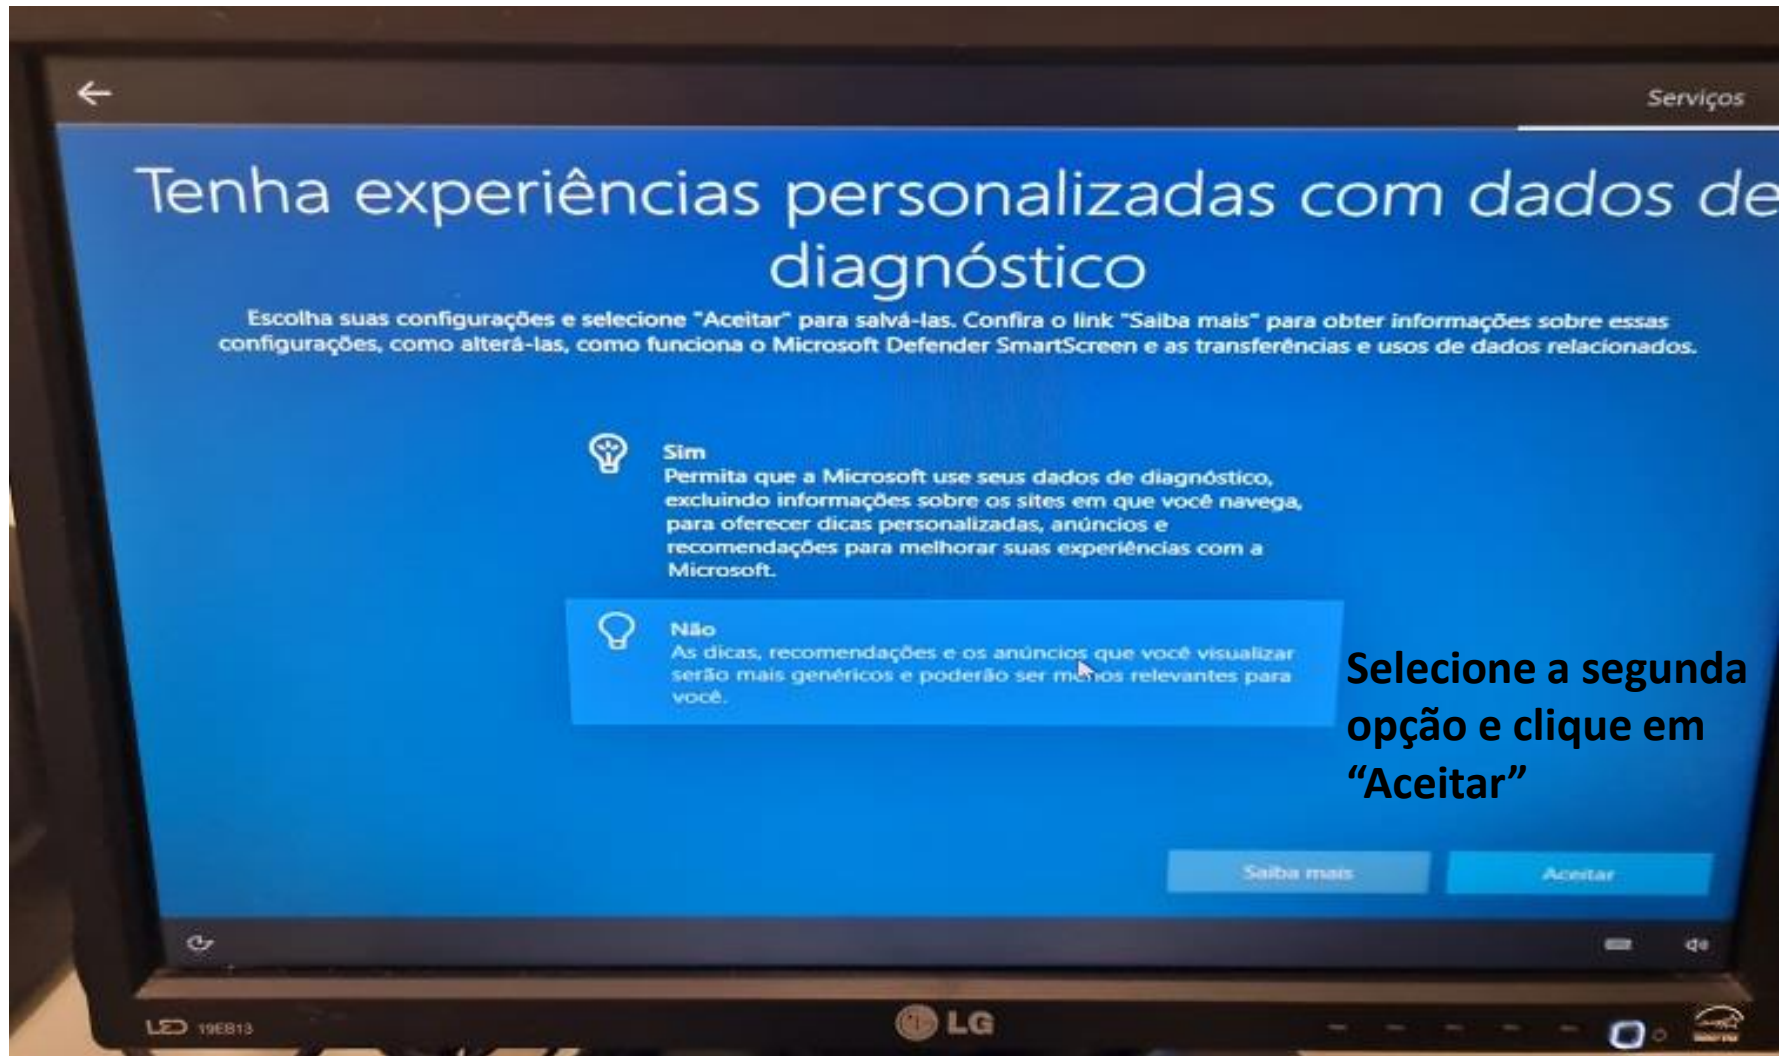 Serviços
Tenha experiências personalizadas com dados de
diagnóstico
Escolha suas configurações e selecione "Aceitar" para salvá-las. Confira o link "Saiba mais" para obter informações sobre essas
configurações, como alterá-las, como funciona o Microsoft Defender SmartScreen e as transferências e usos de dados relacionados.
Sim
Permita que a Microsoft use seus dados de diagnóstico,
excluindo informações sobre os sites em que você navega,
para oferecer dicas personalizadas, anúncios e
recomendações para melhorar suas experiências com a
Microsoft.
Não
As dicas, recomendações e os anúncios que você visualizar
serão mais genéricos e poderão ser menos relevantes para
você.
Selecione a segunda
opção e clique em
“Aceitar”
Saiba mais
Aceitar
LED 19EB13
LG